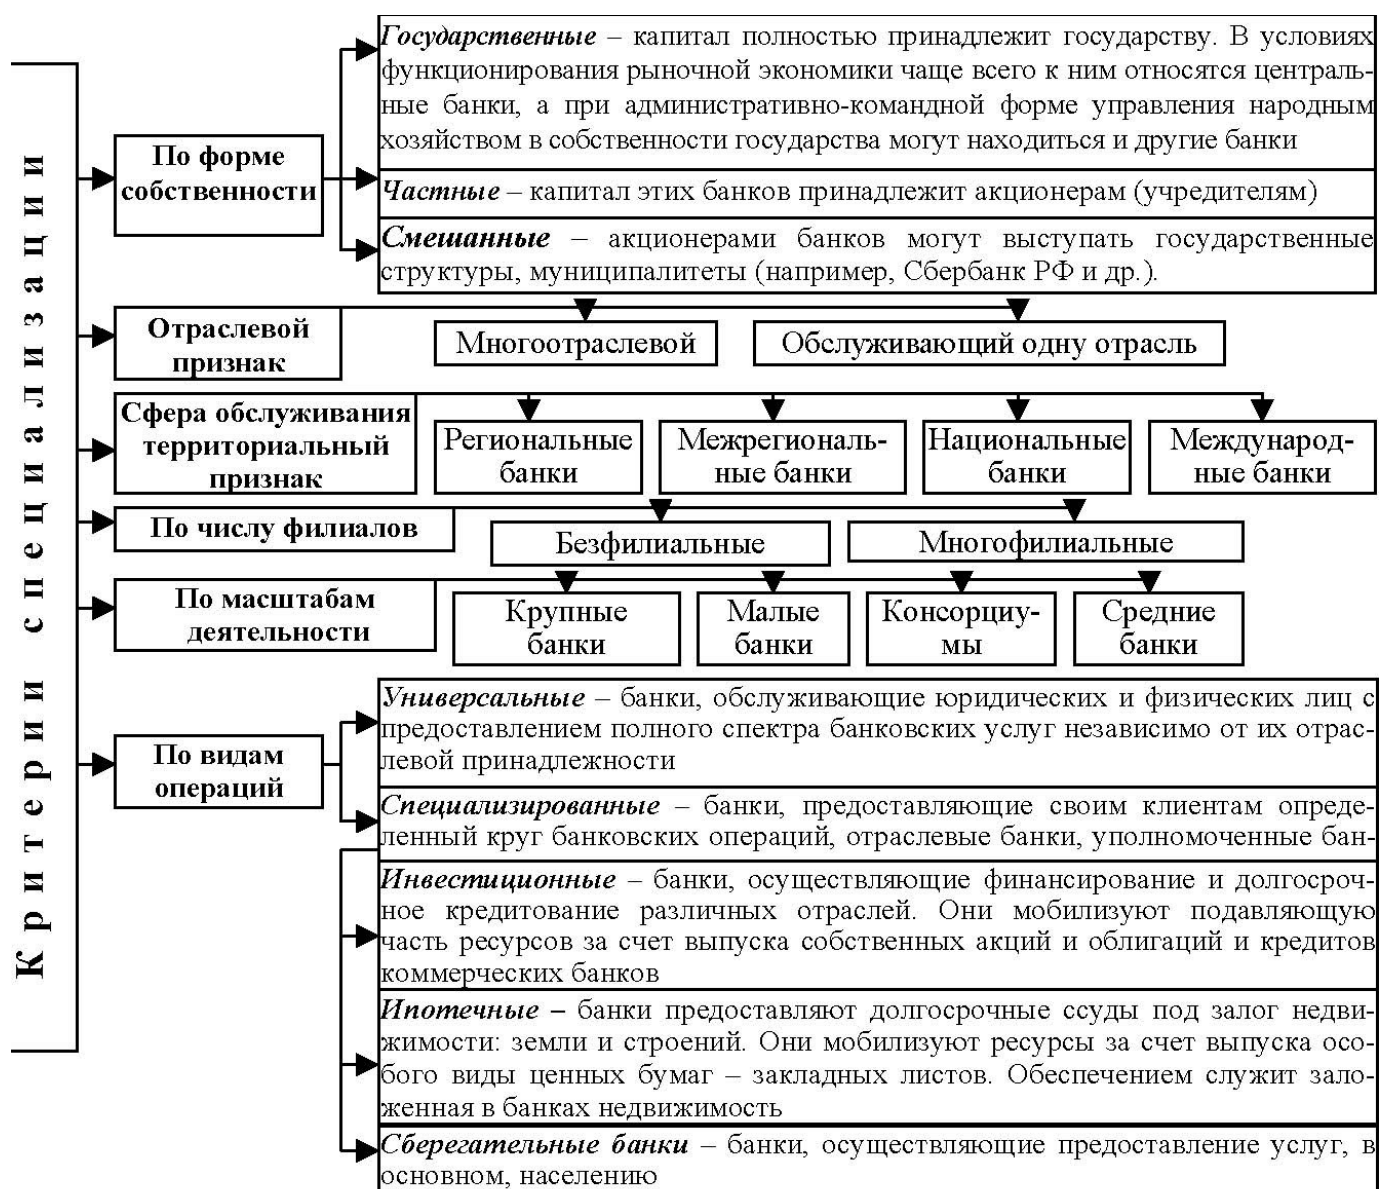 Критерии специализации
По форме
собственности
Государственные – капитал полностью принадлежит государству. В условиях
функционирования рыночной экономики чаще всего к ним относятся централь-
ные банки, а при административно-командной форме управления народным
хозяйством в собственности государства могут находиться и другие банки
Частные – капитал этих банков принадлежит акционерам (учредителям)
Смешанные – акционерами банков могут выступать государственные
структуры, муниципалитеты (например, Сбербанк РФ и др.).
Отраслевой
признак
Многоотраслевой
Обслуживающий одну отрасль
Сфера обслуживания
территориальный
признак
Региональные
банки
Межрегиональ-
ные банки
Национальные
банки
Международ-
ные банки
По числу филиалов
Безфилиальные
Многофилиальные
По масштабам
деятельности
Крупные
банки
Малые
банки
Консорциу-
мы
Средние
банки
По видам
операций
Универсальные – банки, обслуживающие юридических и физических лиц с
предоставлением полного спектра банковских услуг независимо от их отрас-
левой принадлежности
Специализированные – банки, предоставляющие своим клиентам опреде-
ленный круг банковских операций, отраслевые банки, уполномоченные бан-
Инвестиционные – банки, осуществляющие финансирование и долгосроч-
ное кредитование различных отраслей. Они мобилизуют подавляющую
часть ресурсов за счет выпуска собственных акций и облигаций и кредитов
коммерческих банков
Ипотечные – банки предоставляют долгосрочные ссуды под залог недви-
жимости: земли и строений. Они мобилизуют ресурсы за счет выпуска осо-
бого виды ценных бумаг – закладных листов. Обеспечением служит зало-
женная в банках недвижимость
Сберегательные банки – банки, осуществляющие предоставление услуг, в
основном, населению